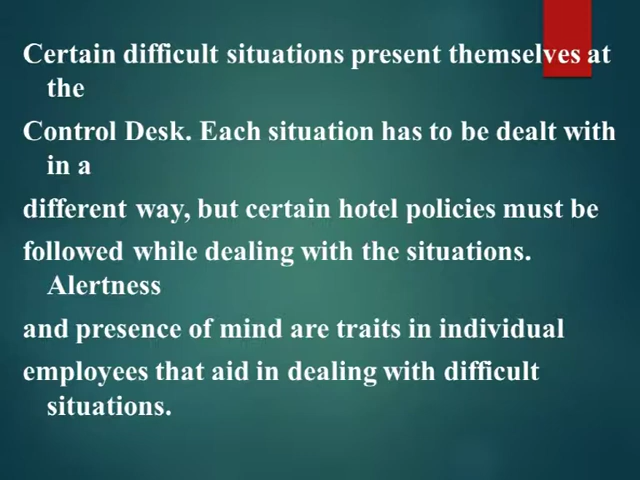 Certain difficult situations present themselves at
the
Control Desk. Each situation has to be dealt with
in a
different way, but certain hotel policies must be
followed while dealing with the situations.
Alertness
and presence of mind are traits in individual
employees that aid in dealing with difficult
situations.